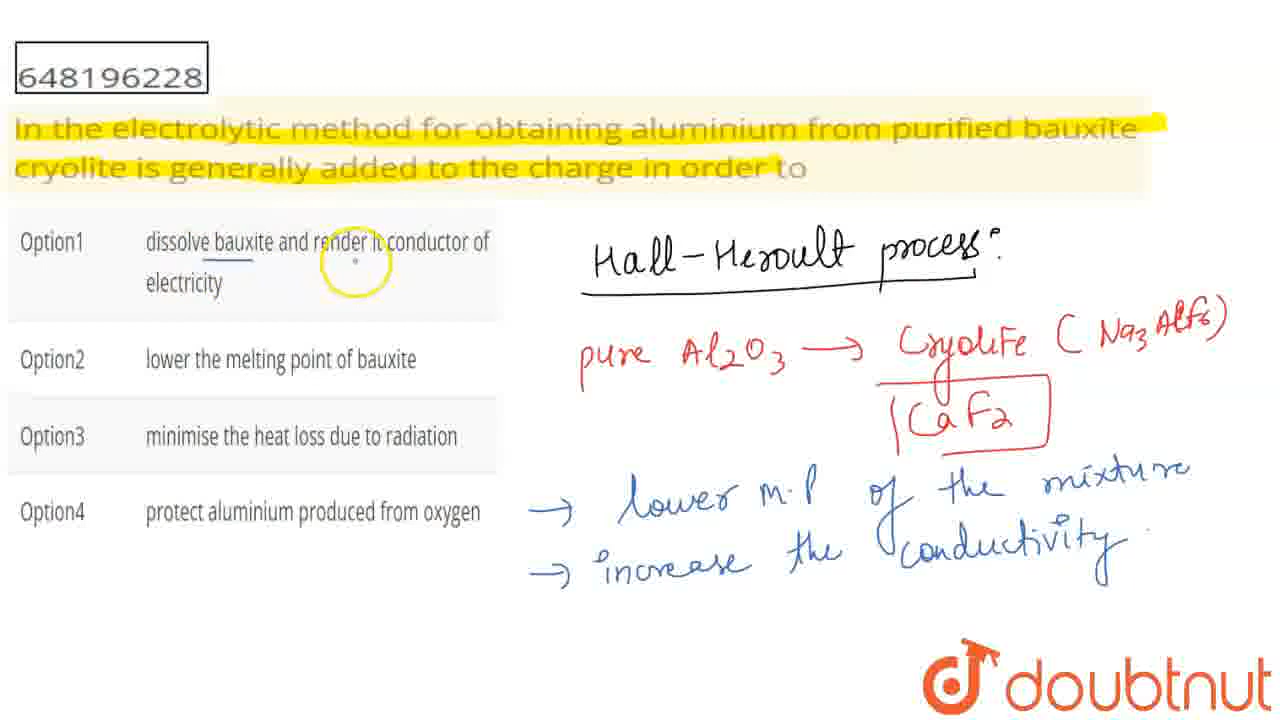 648196228
In the electrolytic method for obtaining aluminium from purified bauxite
cryolite is generally added to the charge in order to
Option1 dissolve bauxite and render it conductor of
electricity
Option2 lower the melting point of bauxite
Option3 minimise the heat loss due to radiation
Option4 protect aluminium produced from oxygen
Hall-Heroult process:
pure Al2O3 → Cryolite (Na3AlF6)
CaF2
→ lower M.P of the mixture
→ increase the conductivity.
doubtnut